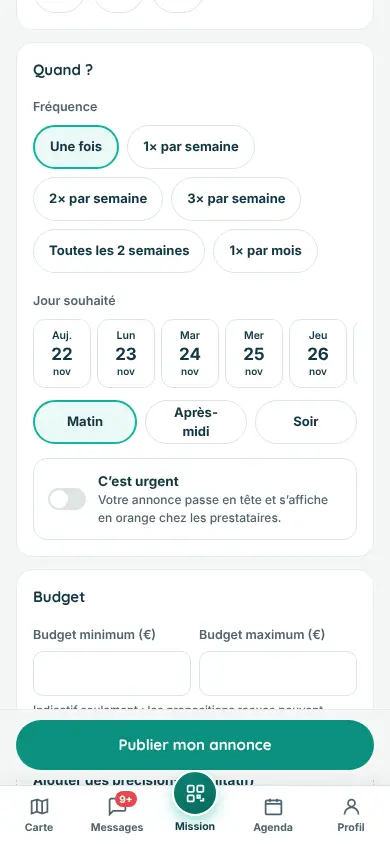 Quand ?
Fréquence
Une fois
1× par semaine
2× par semaine
3× par semaine
Toutes les 2 semaines
1× par mois
Jour souhaité
Auj. Lun Mar Mer Jeu
22 23 24 25 26
nov nov nov nov nov
Matin
Après-
midi
Soir
C'est urgent
Votre annonce passe en tête et s'affiche
en orange chez les prestataires.
Budget
Budget minimum (€) Budget maximum (€)
Publier mon annonce
9+
Carte Messages Mission Agenda Profil